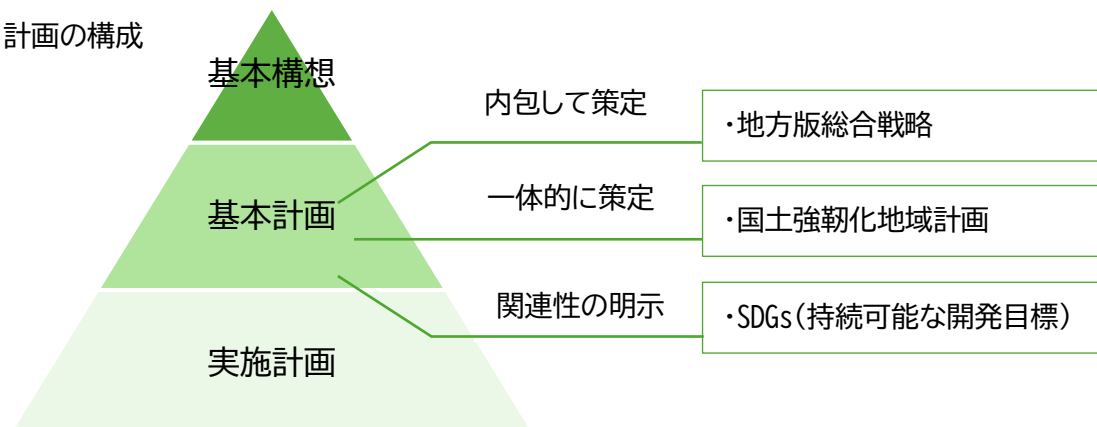 計画の構成
基本構想
内包して策定
・地方版総合戦略
基本計画
一体的に策定
・国土強靭化地域計画
関連性の明示
・SDGs(持続可能な開発目標)
実施計画